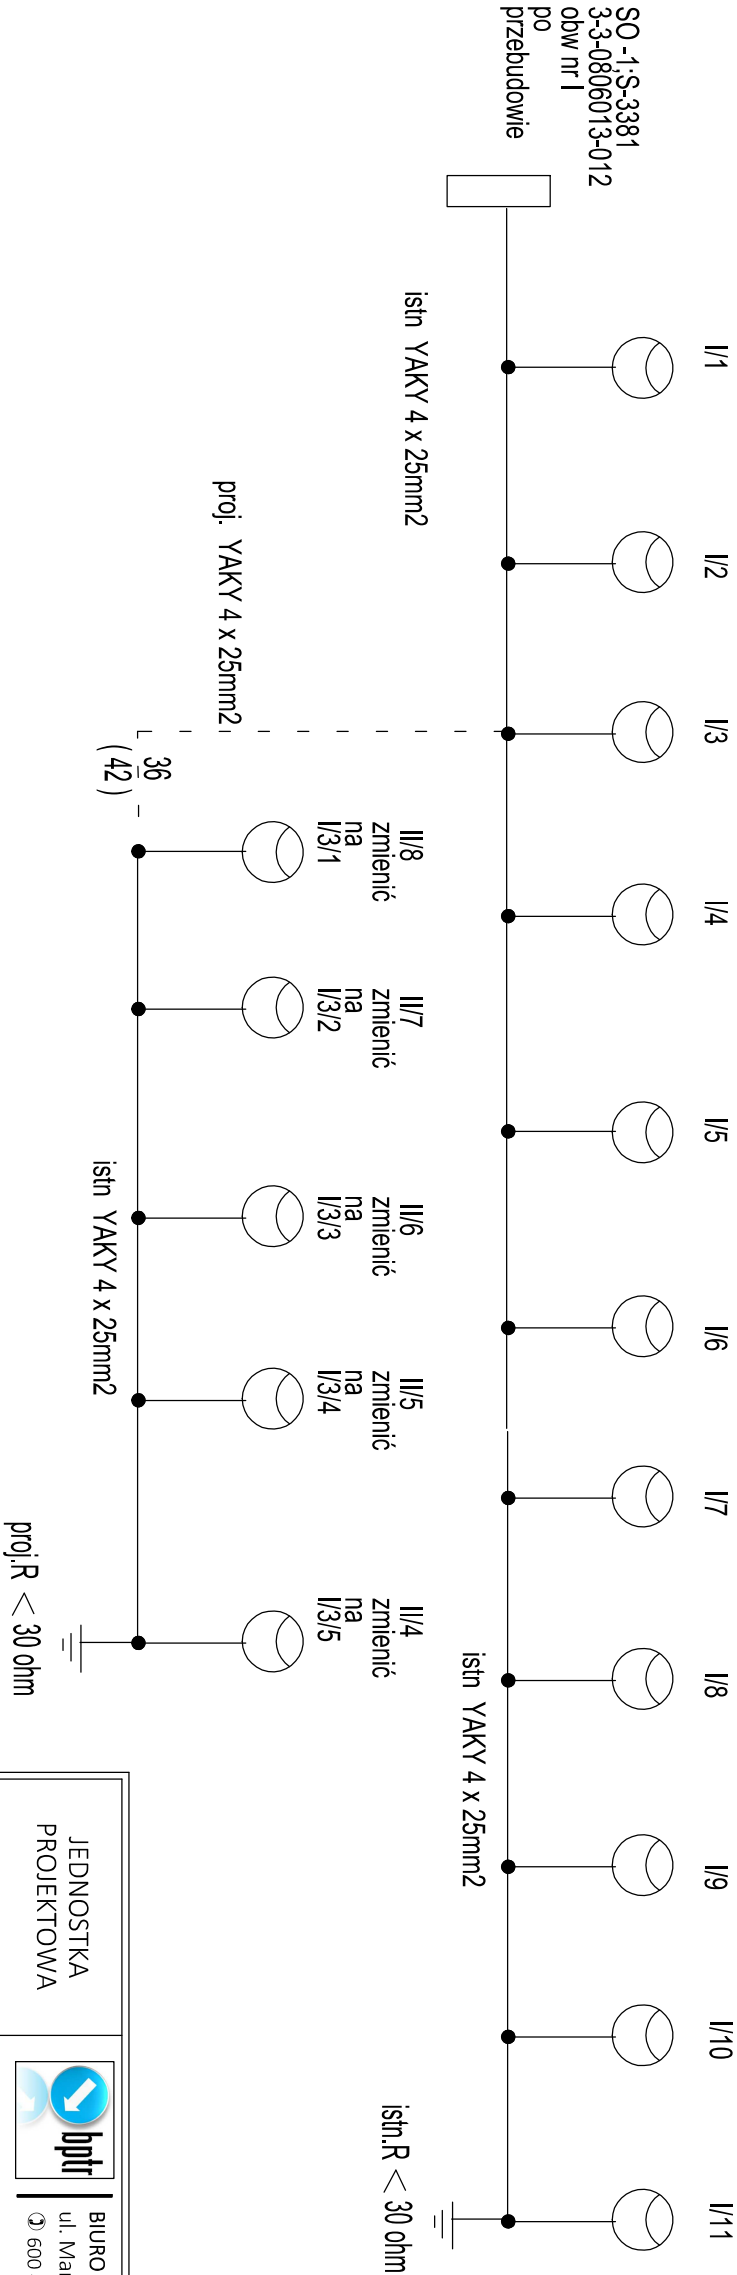 SO -1;S-3381
3-3-0806013-012
obw nr I
po
przebudowie
I/1
I/2
I/3
I/4
I/5
I/6
I/7
I/8
I/9
I/10
I/11
istn YAKY 4 x 25mm2
istn YAKY 4 x 25mm2
istn.R < 30 ohm
proj. YAKY 4 x 25mm2
36
(42)
II/8
zmienić
na
I/3/1
II/7
zmienić
na
I/3/2
II/6
zmienić
na
I/3/3
II/5
zmienić
na
I/3/4
II/4
zmienić
na
I/3/5
istn YAKY 4 x 25mm2
proj.R < 30 ohm
JEDNOSTKA
PROJEKTOWA
bptr
BIURO
ul. Mar
✆ 600